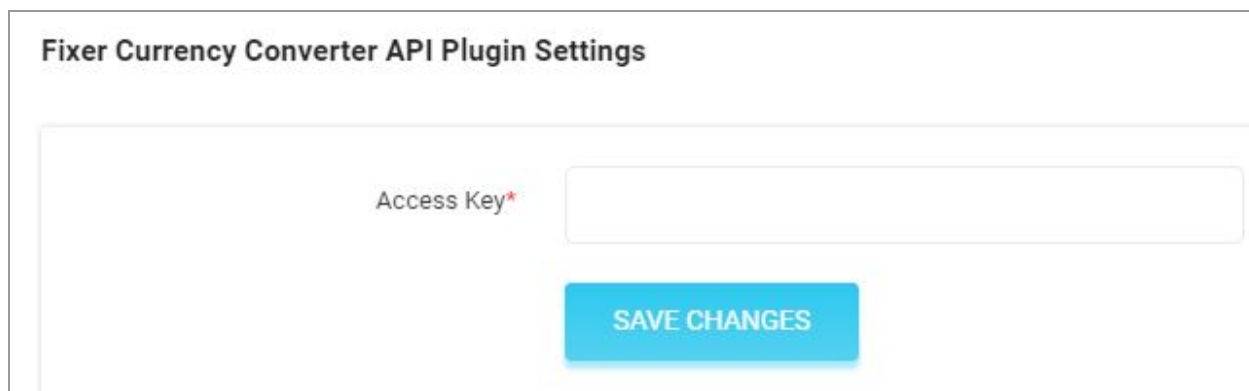 Fixer Currency Converter API Plugin Settings
Access Key*
SAVE CHANGES